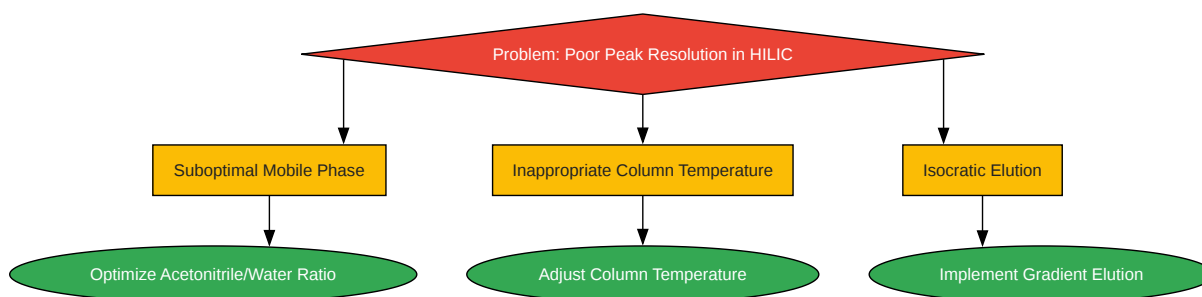 Problem: Poor Peak Resolution in HILIC
Suboptimal Mobile Phase
Inappropriate Column Temperature
Isocratic Elution
Optimize Acetonitrile/Water Ratio
Adjust Column Temperature
Implement Gradient Elution